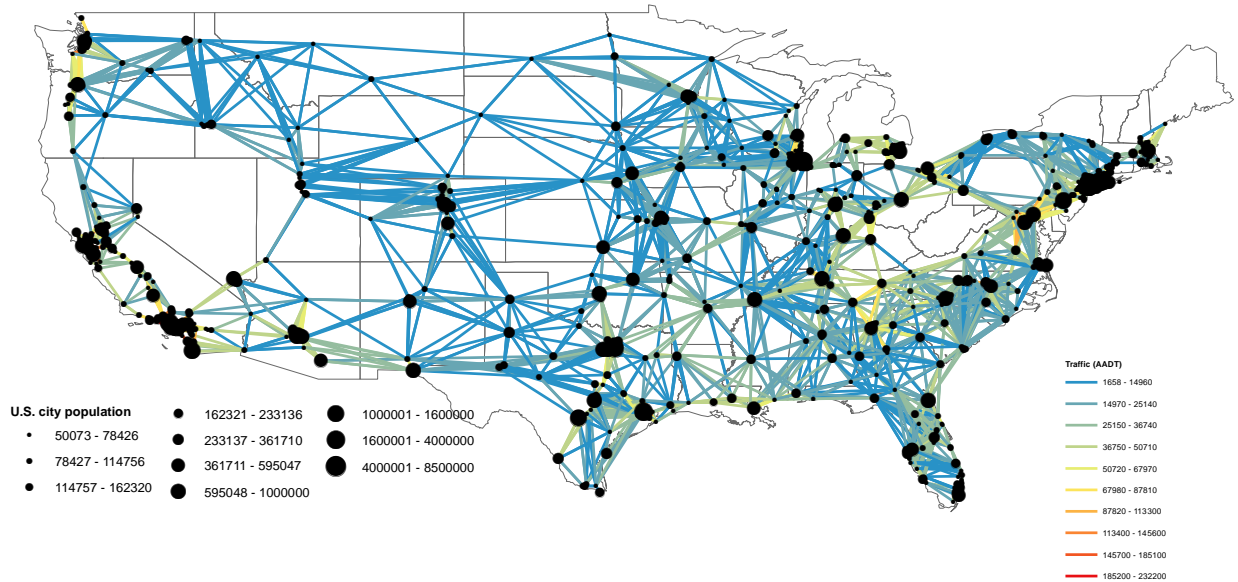 U.S. city population
50073 - 78426
78427 - 114756
114757 - 162320
162321 - 233136
233137 - 361710
361711 - 595047
595048 - 1000000
1000001 - 1600000
1600001 - 4000000
4000001 - 8500000
Traffic (AADT)
1658 - 14960
14970 - 25140
25150 - 36740
36750 - 50710
50720 - 67970
67980 - 87810
87820 - 113300
113400 - 145600
145700 - 185100
185200 - 232200